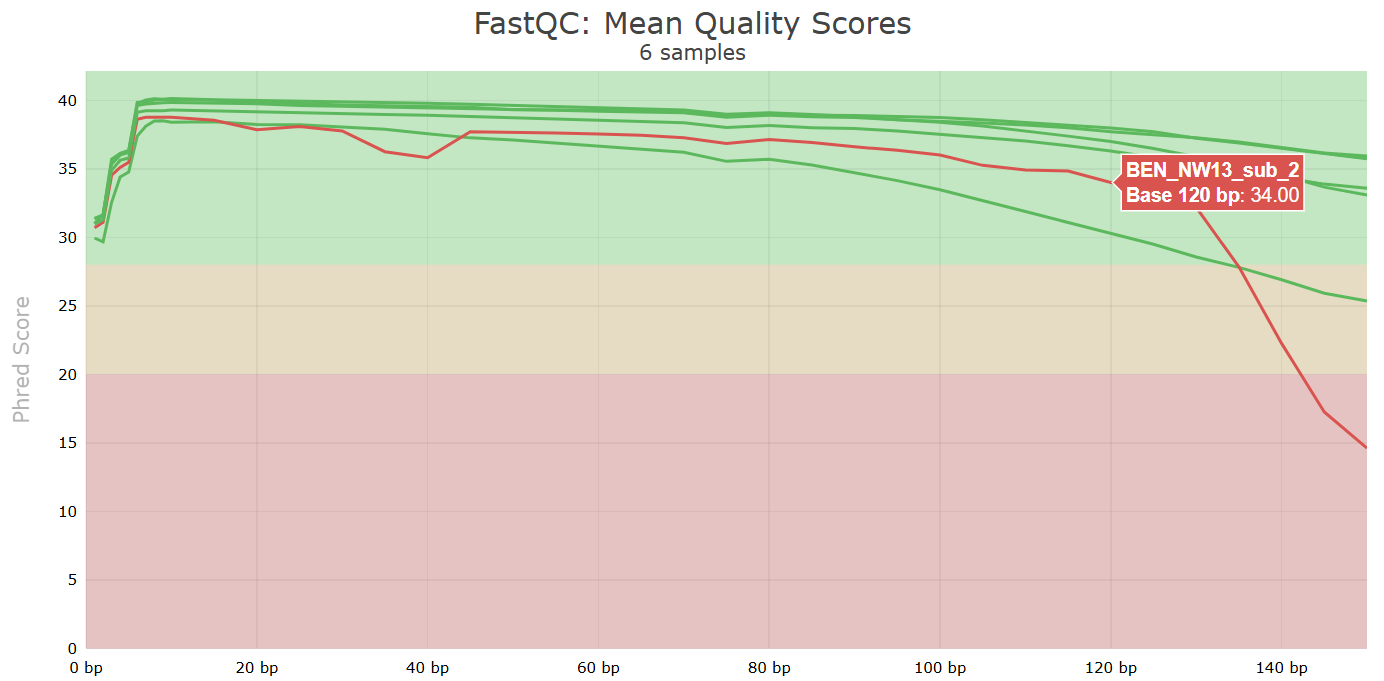 FastQC: Mean Quality Scores
6 samples
40
35
BEN_NW13_sub_2
Base 120 bp: 34.00
30
25
Phred Score
20
15
10
5
0
0 bp 20 bp 40 bp 60 bp 80 bp 100 bp 120 bp 140 bp